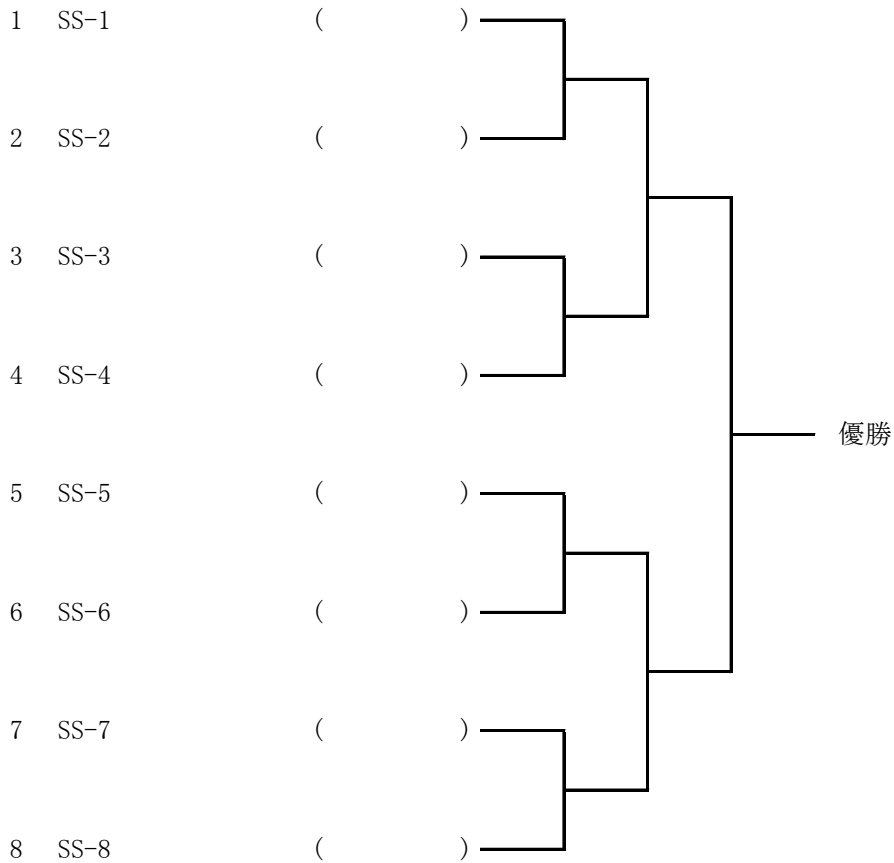 1 SS-1 ( )
2 SS-2 ( )
3 SS-3 ( )
4 SS-4 ( )
優勝
5 SS-5 ( )
6 SS-6 ( )
7 SS-7 ( )
8 SS-8 ( )